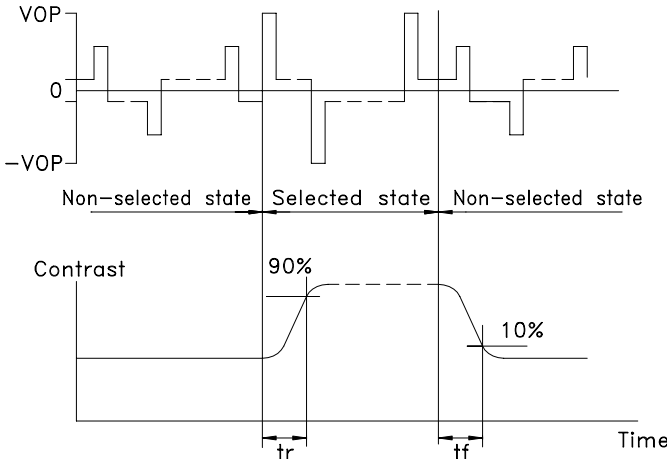 VOP
0
-VOP
Non-selected state
Selected state
Non-selected state
Contrast
90%
10%
tr
tf
Time